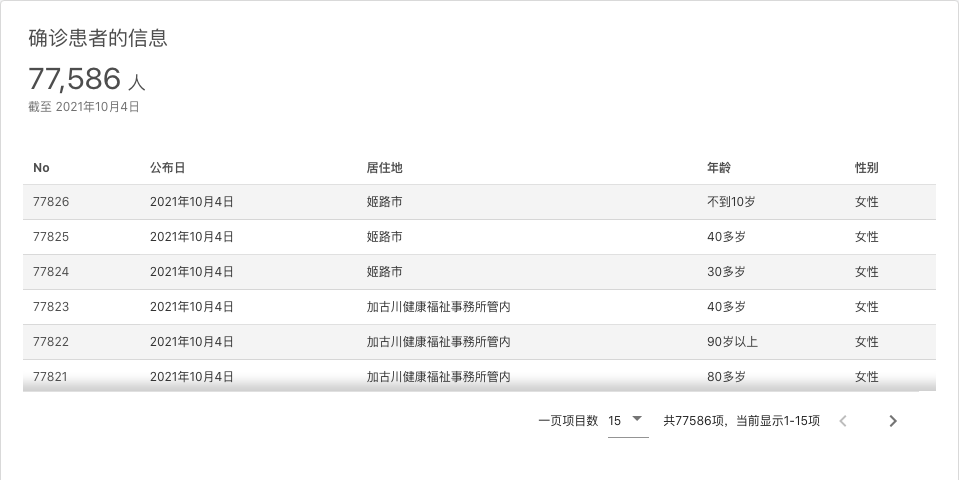 确诊患者的信息
77,586 人
截至 2021年10月4日
No 公布日 居住地 年龄 性别
77826 2021年10月4日 姬路市 不到10岁 女性
77825 2021年10月4日 姬路市 40多岁 女性
77824 2021年10月4日 姬路市 30多岁 女性
77823 2021年10月4日 加古川健康福祉事務所管内 40多岁 女性
77822 2021年10月4日 加古川健康福祉事務所管内 90岁以上 女性
77821 2021年10月4日 加古川健康福祉事務所管内 80多岁 女性
一页项目数 15 共77586项，当前显示1-15项